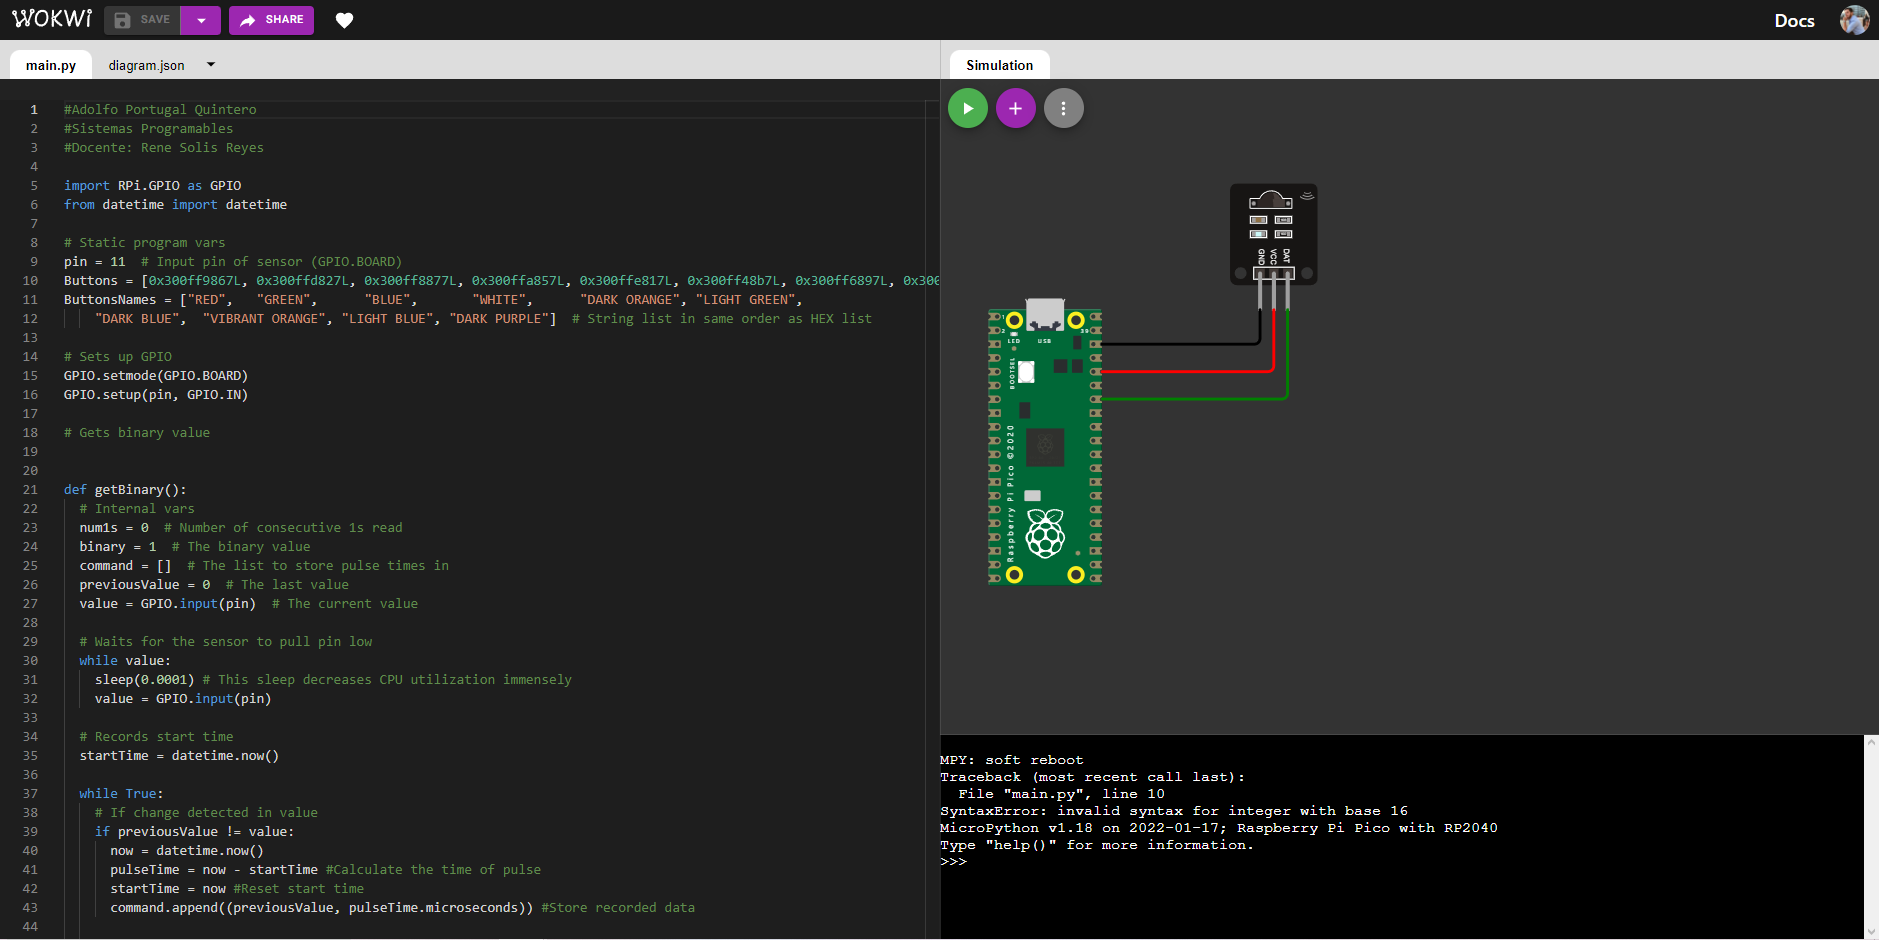 WOKWI SAVE SHARE Docs
main.py diagram.json
Simulation
1 #Adolfo Portugal Quintero
2 #Sistemas Programables
3 #Docente: Rene Solis Reyes
4
5 import RPi.GPIO as GPIO
6 from datetime import datetime
7
8 # Static program vars
9 pin = 11  # Input pin of sensor (GPIO.BOARD)
10 Buttons = [0x300ff9867L, 0x300ffd827L, 0x300ff8877L, 0x300ffa857L, 0x300ffe817L, 0x300ff48b7L, 0x300ff6897L, 0x300
11 ButtonsNames = ["RED",   "GREEN",      "BLUE",       "WHITE",      "DARK ORANGE", "LIGHT GREEN",
12     "DARK BLUE",  "VIBRANT ORANGE", "LIGHT BLUE", "DARK PURPLE"]  # String list in same order as HEX list
13
14 # Sets up GPIO
15 GPIO.setmode(GPIO.BOARD)
16 GPIO.setup(pin, GPIO.IN)
17
18 # Gets binary value
19
20
21 def getBinary():
22   # Internal vars
23   num1s = 0  # Number of consecutive 1s read
24   binary = 1  # The binary value
25   command = []  # The list to store pulse times in
26   previousValue = 0  # The last value
27   value = GPIO.input(pin)  # The current value
28
29   # Waits for the sensor to pull pin low
30   while value:
31     sleep(0.0001) # This sleep decreases CPU utilization immensely
32     value = GPIO.input(pin)
33
34   # Records start time
35   startTime = datetime.now()
36
37   while True:
38     # If change detected in value
39     if previousValue != value:
40       now = datetime.now()
41       pulseTime = now - startTime #Calculate the time of pulse
42       startTime = now #Reset start time
43       command.append((previousValue, pulseTime.microseconds)) #Store recorded data
44
GND VCC DAT
1
2 39
LED USB
BOOTSEL
Raspberry Pi Pico ©2020
MPY: soft reboot
Traceback (most recent call last):
  File "main.py", line 10
SyntaxError: invalid syntax for integer with base 16
MicroPython v1.18 on 2022-01-17; Raspberry Pi Pico with RP2040
Type "help()" for more information.
>>>